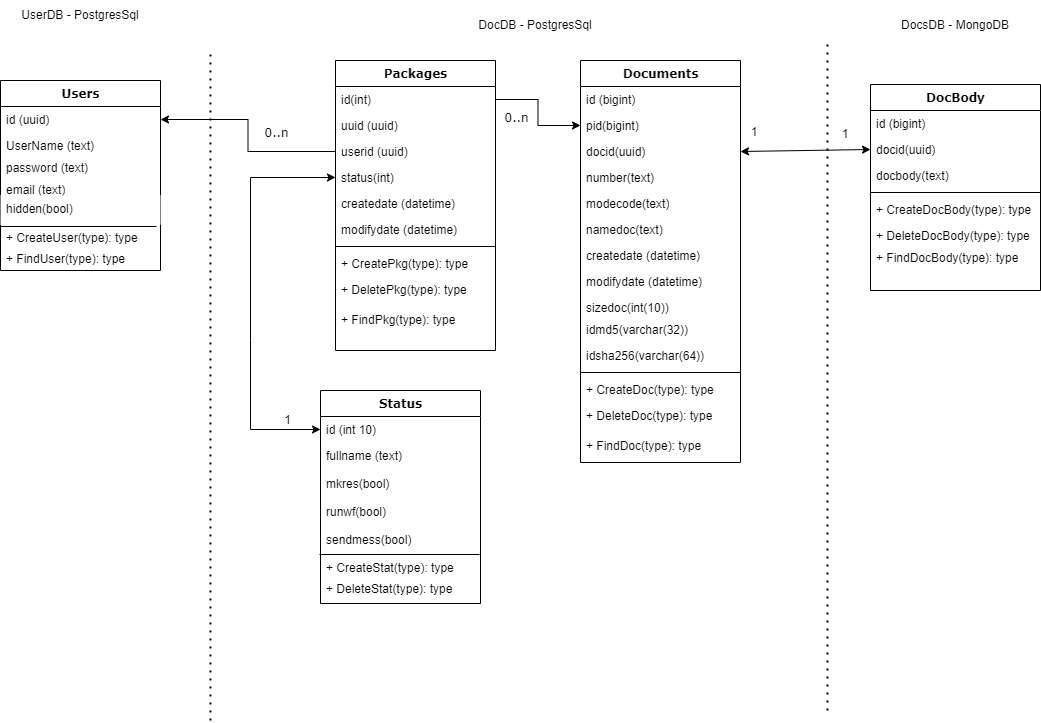 UserDB - PostgresSql
DocDB - PostgresSql
DocsDB - MongoDB
Users
id (uuid)
UserName (text)
password (text)
email (text)
hidden(bool)
+ CreateUser(type): type
+ FindUser(type): type
0..n
Packages
id(int)
uuid (uuid)
userid (uuid)
status(int)
createdate (datetime)
modifydate (datetime)
+ CreatePkg(type): type
+ DeletePkg(type): type
+ FindPkg(type): type
0..n
Documents
id (bigint)
pid(bigint)
docid(uuid)
number(text)
modecode(text)
namedoc(text)
createdate (datetime)
modifydate (datetime)
sizedoc(int(10))
idmd5(varchar(32))
idsha256(varchar(64))
+ CreateDoc(type): type
+ DeleteDoc(type): type
+ FindDoc(type): type
1
1
DocBody
id (bigint)
docid(uuid)
docbody(text)
+ CreateDocBody(type): type
+ DeleteDocBody(type): type
+ FindDocBody(type): type
1
Status
id (int 10)
fullname (text)
mkres(bool)
runwf(bool)
sendmess(bool)
+ CreateStat(type): type
+ DeleteStat(type): type